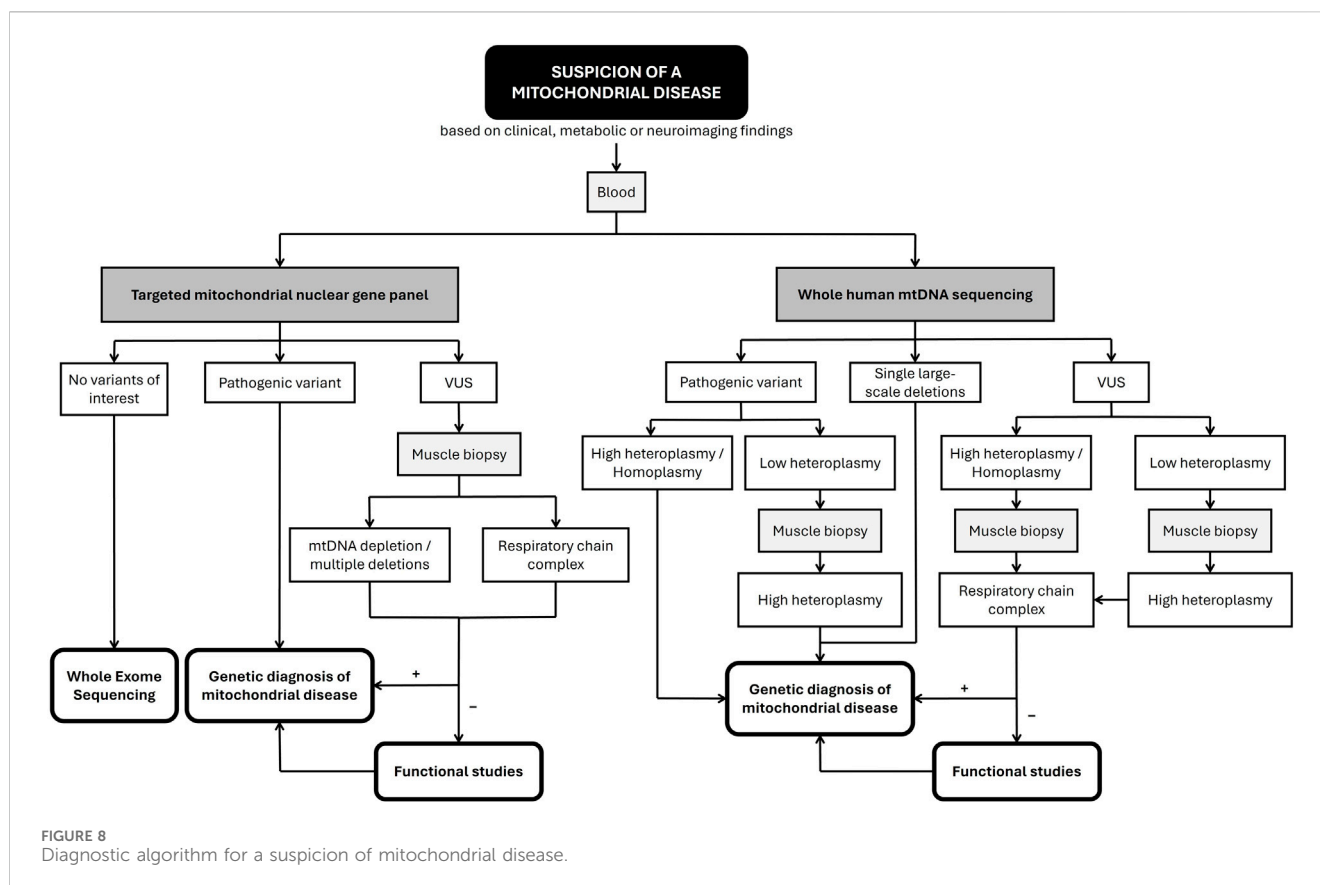 SUSPICION OF A
MITOCHONDRIAL DISEASE
based on clinical, metabolic or neuroimaging findings
Blood
Targeted mitochondrial nuclear gene panel
Whole human mtDNA sequencing
No variants of
interest
Pathogenic variant
VUS
Pathogenic variant
Single large-
scale deletions
VUS
Muscle biopsy
High heteroplasmy /
Homoplasmy
Low heteroplasmy
High heteroplasmy /
Homoplasmy
Low heteroplasmy
mtDNA depletion /
multiple deletions
Respiratory chain
complex
Muscle biopsy
Muscle biopsy
Muscle biopsy
High heteroplasmy
Respiratory chain
complex
High heteroplasmy
Whole Exome
Sequencing
Genetic diagnosis of
mitochondrial disease
+
–
Genetic diagnosis of
mitochondrial disease
+
–
Functional studies
Functional studies
FIGURE 8
Diagnostic algorithm for a suspicion of mitochondrial disease.